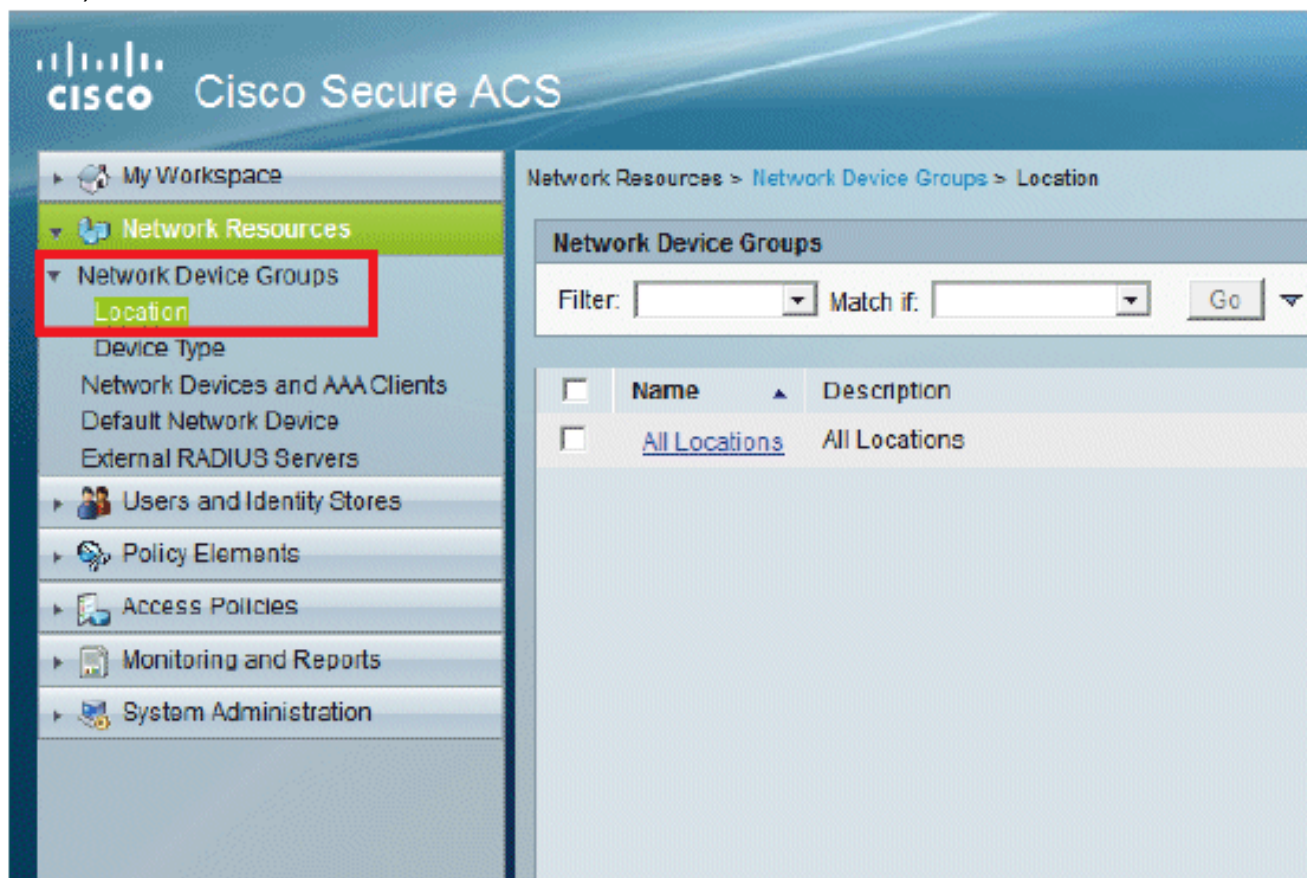 CISCO Cisco Secure ACS
My Workspace
Network Resources
Network Device Groups
Location
Device Type
Network Devices and AAA Clients
Default Network Device
External RADIUS Servers
Users and Identity Stores
Policy Elements
Access Policies
Monitoring and Reports
System Administration
Network Resources > Network Device Groups > Location
Network Device Groups
Filter: Match if: Go
Name Description
All Locations All Locations